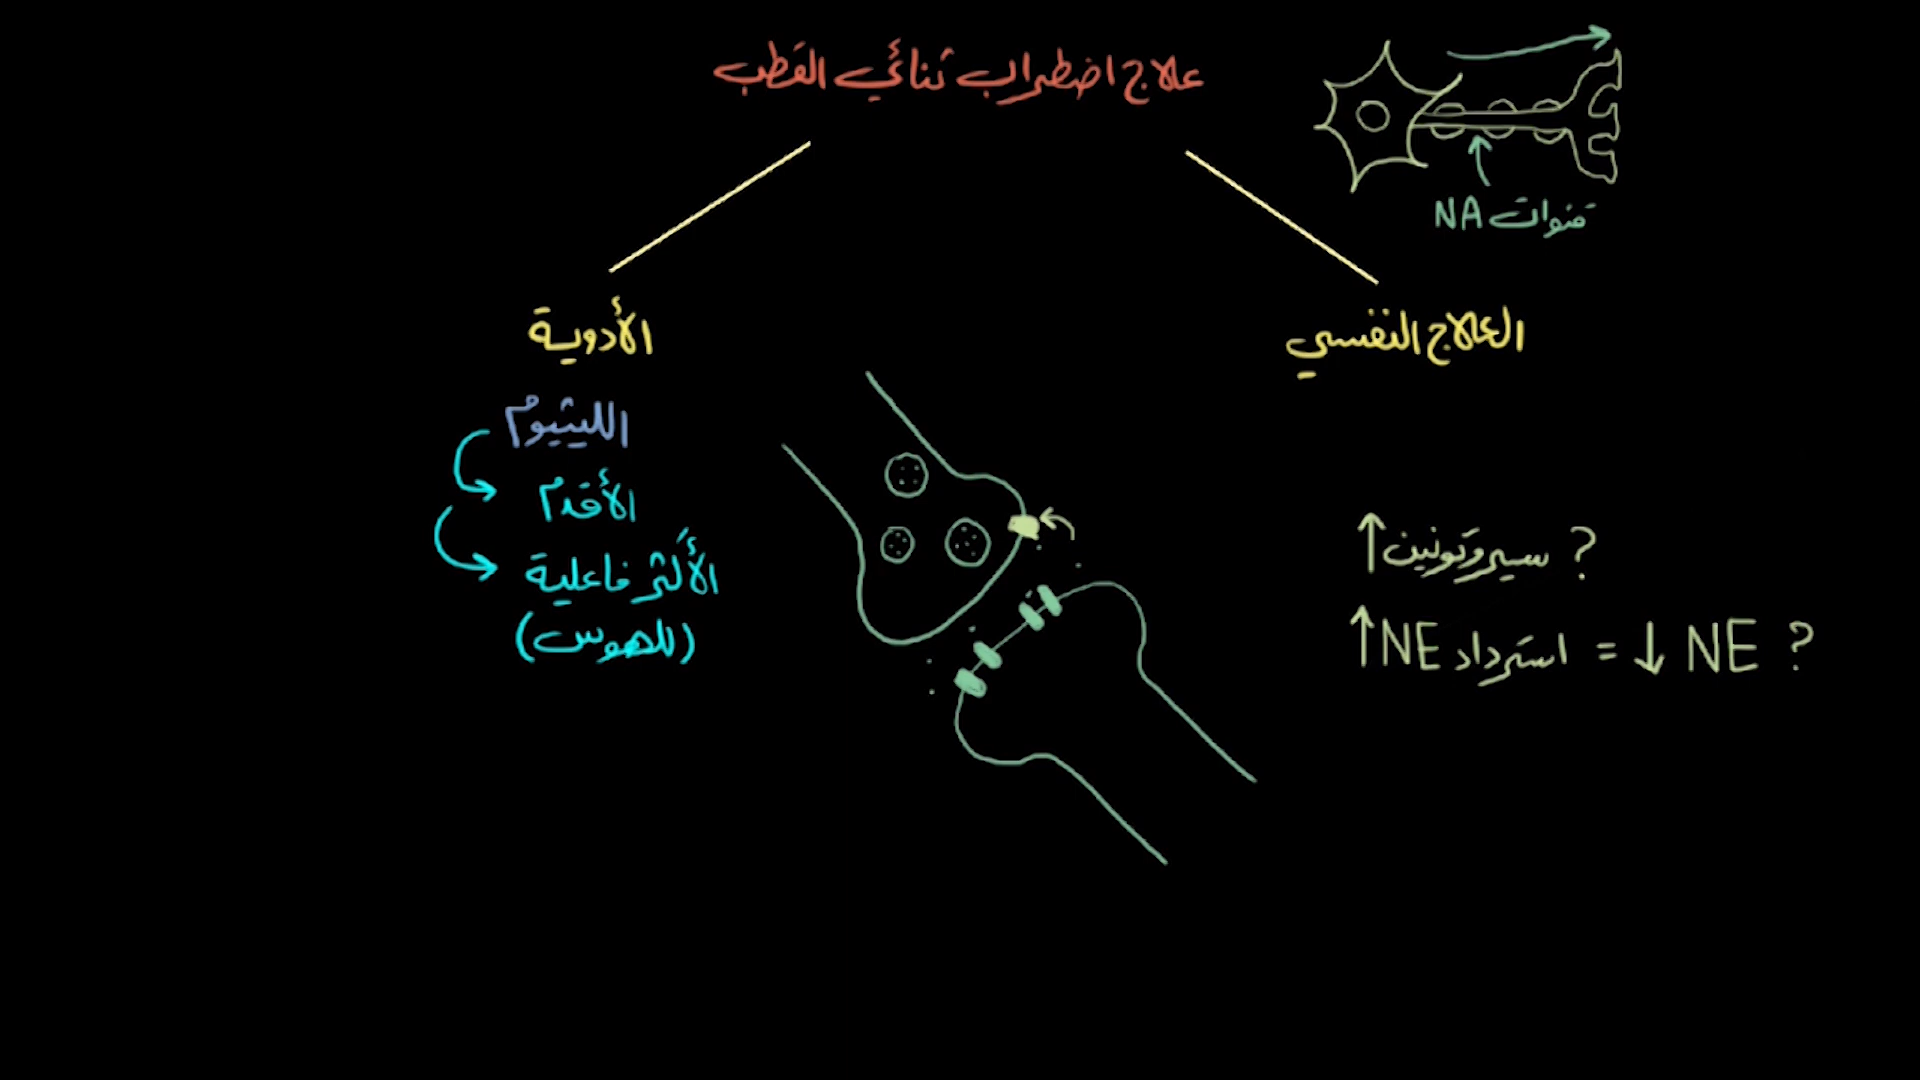 علاج اضطراب ثنائي القطب
قنوات NA
العلاج النفسي
الأدوية
الليثيوم
الأقدم
الأكثر فاعلية
(للهوس)
↑ سيروتونين ?
↑ NE استرداد = ↓ NE ?